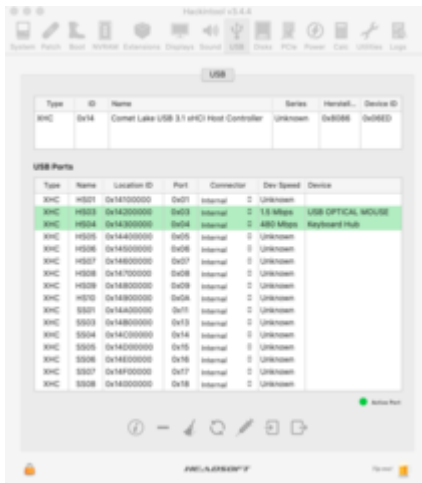 Hackintool v3.4.4
System Patch Boot NVRAM Extensions Displays Sound USB Disks PCIe Power Calc Utilities Logs
USB
Type ID Name Series Herstell... Device ID
XHC 0x14 Comet Lake USB 3.1 xHCI Host Controller Unknown 0x8086 0x06ED
USB Ports
Type Name Location ID Port Connector Dev Speed Device
XHC HS01 0x14100000 0x01 Internal Unknown
XHC HS03 0x14200000 0x03 Internal 1.5 Mbps USB OPTICAL MOUSE
XHC HS04 0x14300000 0x04 Internal 480 Mbps Keyboard Hub
XHC HS05 0x14400000 0x05 Internal Unknown
XHC HS06 0x14500000 0x06 Internal Unknown
XHC HS07 0x14600000 0x07 Internal Unknown
XHC HS08 0x14700000 0x08 Internal Unknown
XHC HS09 0x14800000 0x09 Internal Unknown
XHC HS10 0x14900000 0x0A Internal Unknown
XHC SS01 0x14A00000 0x11 Internal Unknown
XHC SS03 0x14B00000 0x13 Internal Unknown
XHC SS04 0x14C00000 0x14 Internal Unknown
XHC SS05 0x14D00000 0x15 Internal Unknown
XHC SS06 0x14E00000 0x16 Internal Unknown
XHC SS07 0x14F00000 0x17 Internal Unknown
XHC SS08 0x14000000 0x18 Internal Unknown
Active Port
HEADSOFT
Tip me!